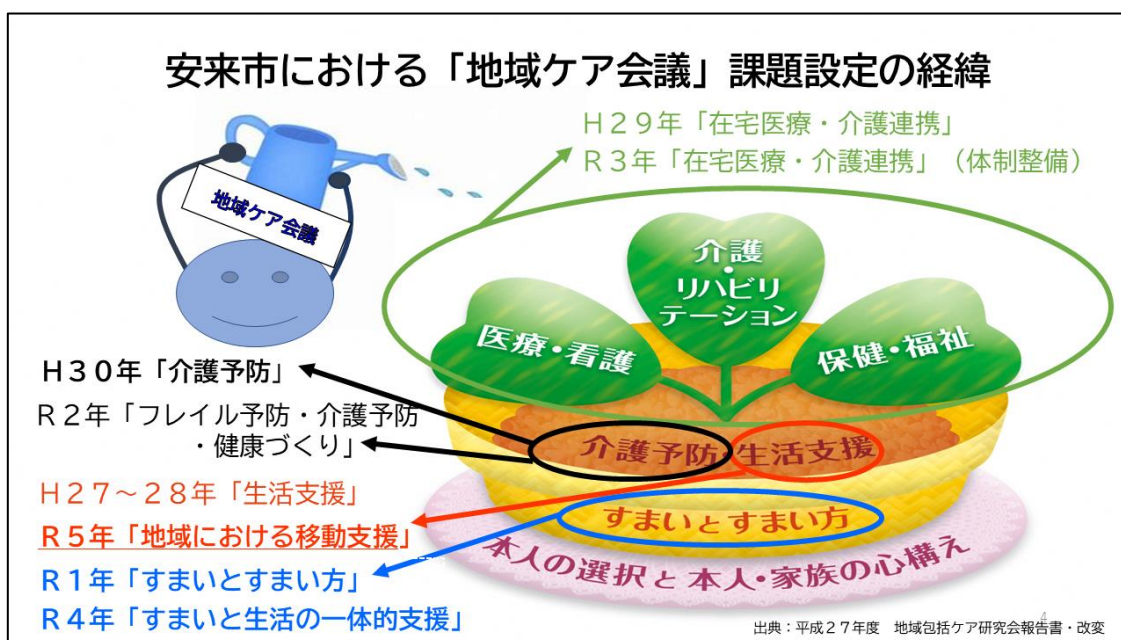 安来市における「地域ケア会議」課題設定の経緯
H29年「在宅医療・介護連携」
R3年「在宅医療・介護連携」（体制整備）
地域ケア会議
介護
・
リハビリ
テーション
医療・看護
保健・福祉
H30年「介護予防」
R2年「フレイル予防・介護予防
・健康づくり」
介護予防・生活支援
H27～28年「生活支援」
R5年「地域における移動支援」
すまいとすまい方
R1年「すまいとすまい方」
本人の選択と本人・家族の心構え
R4年「すまいと生活の一体的支援」
4
出典：平成27年度　地域包括ケア研究会報告書・改変